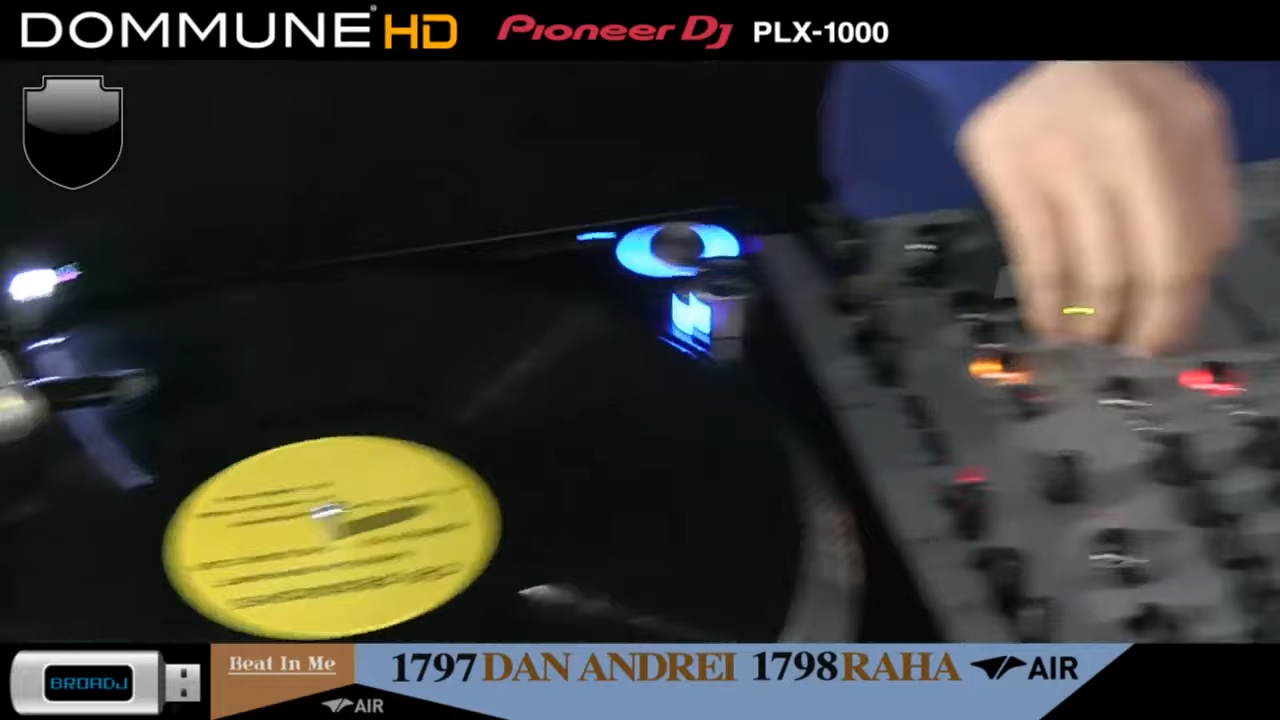 DOMMUNE HD Pioneer Dj PLX-1000
BROADJ
Beat In Me
1797 DAN ANDREI 1798 RAHA AIR
AIR